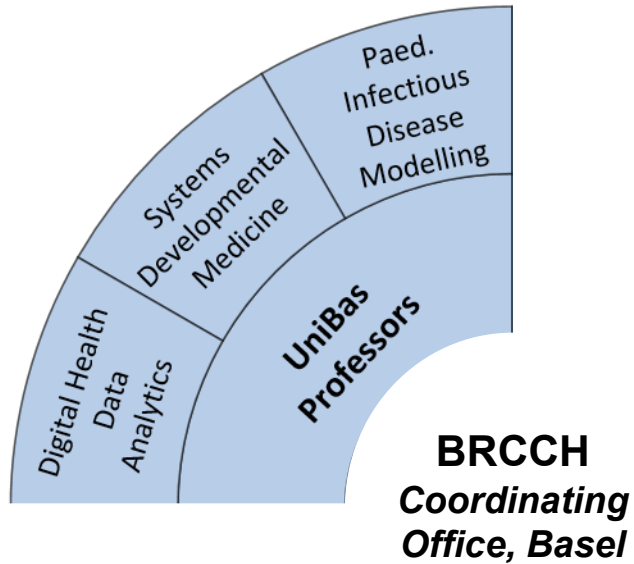 Paed.
Infectious
Disease
Modelling
Systems
Developmental
Medicine
Digital Health
Data
Analytics
UniBas
Professors
BRCCH
Coordinating
Office, Basel